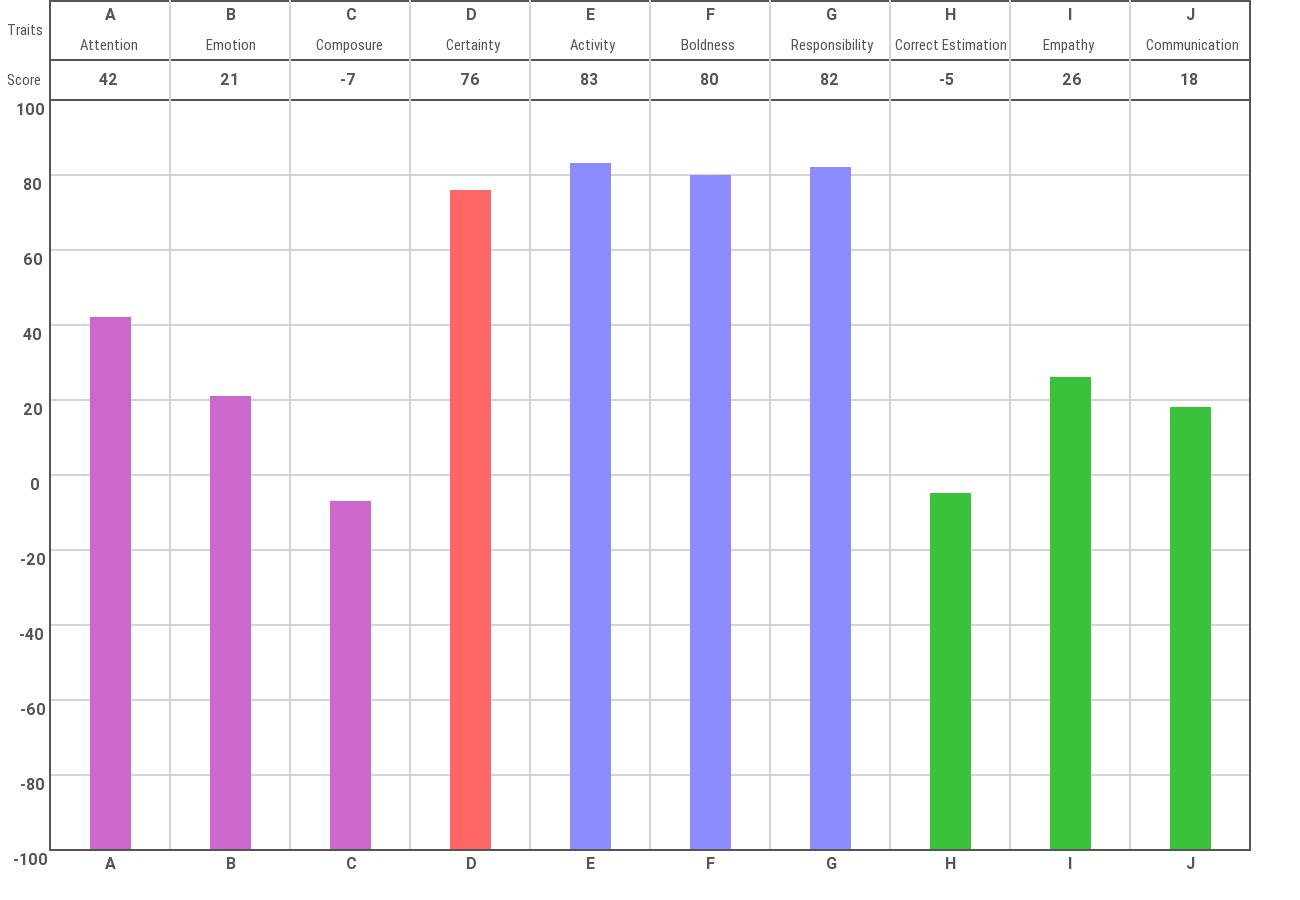 A B C D E F G H I J
Traits
Attention Emotion Composure Certainty Activity Boldness Responsibility Correct Estimation Empathy Communication
Score 42 21 -7 76 83 80 82 -5 26 18
100
80
60
40
20
0
-20
-40
-60
-80
-100
A B C D E F G H I J